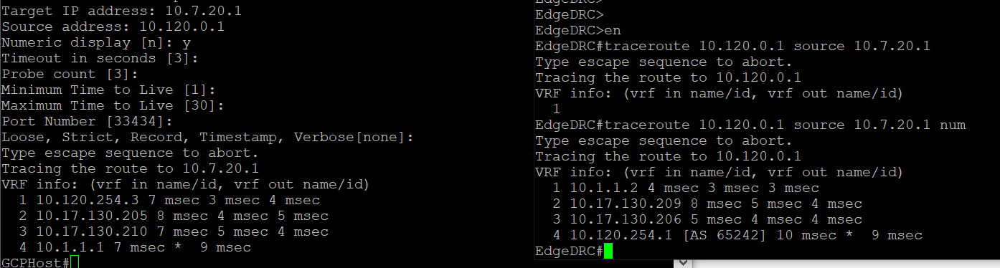 Target IP address: 10.7.20.1
Source address: 10.120.0.1
Numeric display [n]: y
Timeout in seconds [3]:
Probe count [3]:
Minimum Time to Live [1]:
Maximum Time to Live [30]:
Port Number [33434]:
Loose, Strict, Record, Timestamp, Verbose[none]:
Type escape sequence to abort.
Tracing the route to 10.7.20.1
VRF info: (vrf in name/id, vrf out name/id)
1 10.120.254.3 7 msec 3 msec 4 msec
2 10.17.130.205 8 msec 4 msec 5 msec
3 10.17.130.210 7 msec 5 msec 4 msec
4 10.1.1.1 7 msec * 9 msec
GCPHost#
EdgeDRC>
EdgeDRC>
EdgeDRC>en
EdgeDRC#traceroute 10.120.0.1 source 10.7.20.1
Type escape sequence to abort.
Tracing the route to 10.120.0.1
VRF info: (vrf in name/id, vrf out name/id)
1
EdgeDRC#traceroute 10.120.0.1 source 10.7.20.1 num
Type escape sequence to abort.
Tracing the route to 10.120.0.1
VRF info: (vrf in name/id, vrf out name/id)
1 10.1.1.2 4 msec 3 msec 3 msec
2 10.17.130.209 8 msec 5 msec 4 msec
3 10.17.130.206 5 msec 4 msec 4 msec
4 10.120.254.1 [AS 65242] 10 msec * 9 msec
EdgeDRC#